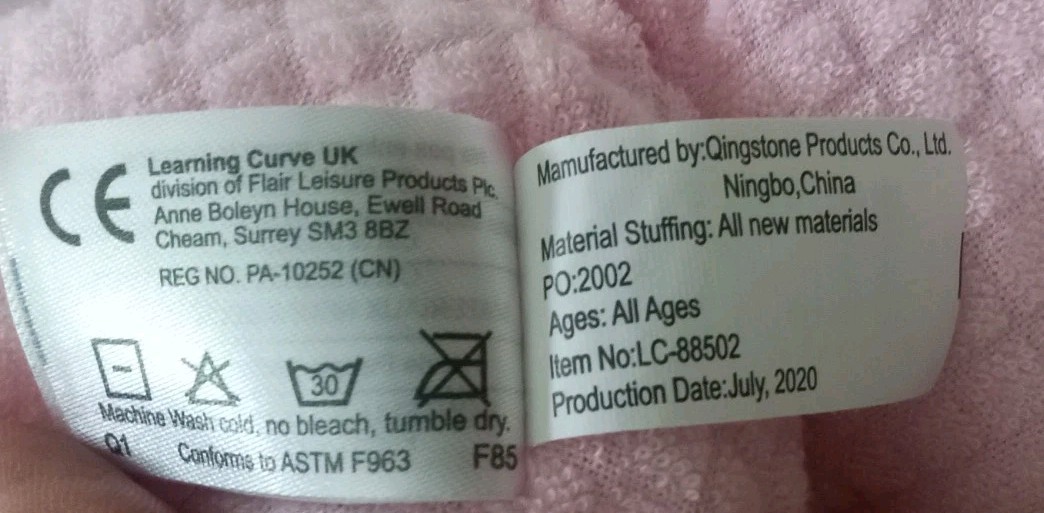 CE
Learning Curve UK
division of Flair Leisure Products Plc.
Anne Boleyn House, Ewell Road
Cheam, Surrey SM3 8BZ
REG NO. PA-10252 (CN)
30
Machine Wash cold, no bleach, tumble dry.
Q1 Conforms to ASTM F963 F85
Mamufactured by:Qingstone Products Co., Ltd.
Ningbo,China
Material Stuffing: All new materials
PO:2002
Ages: All Ages
Item No:LC-88502
Production Date:July, 2020